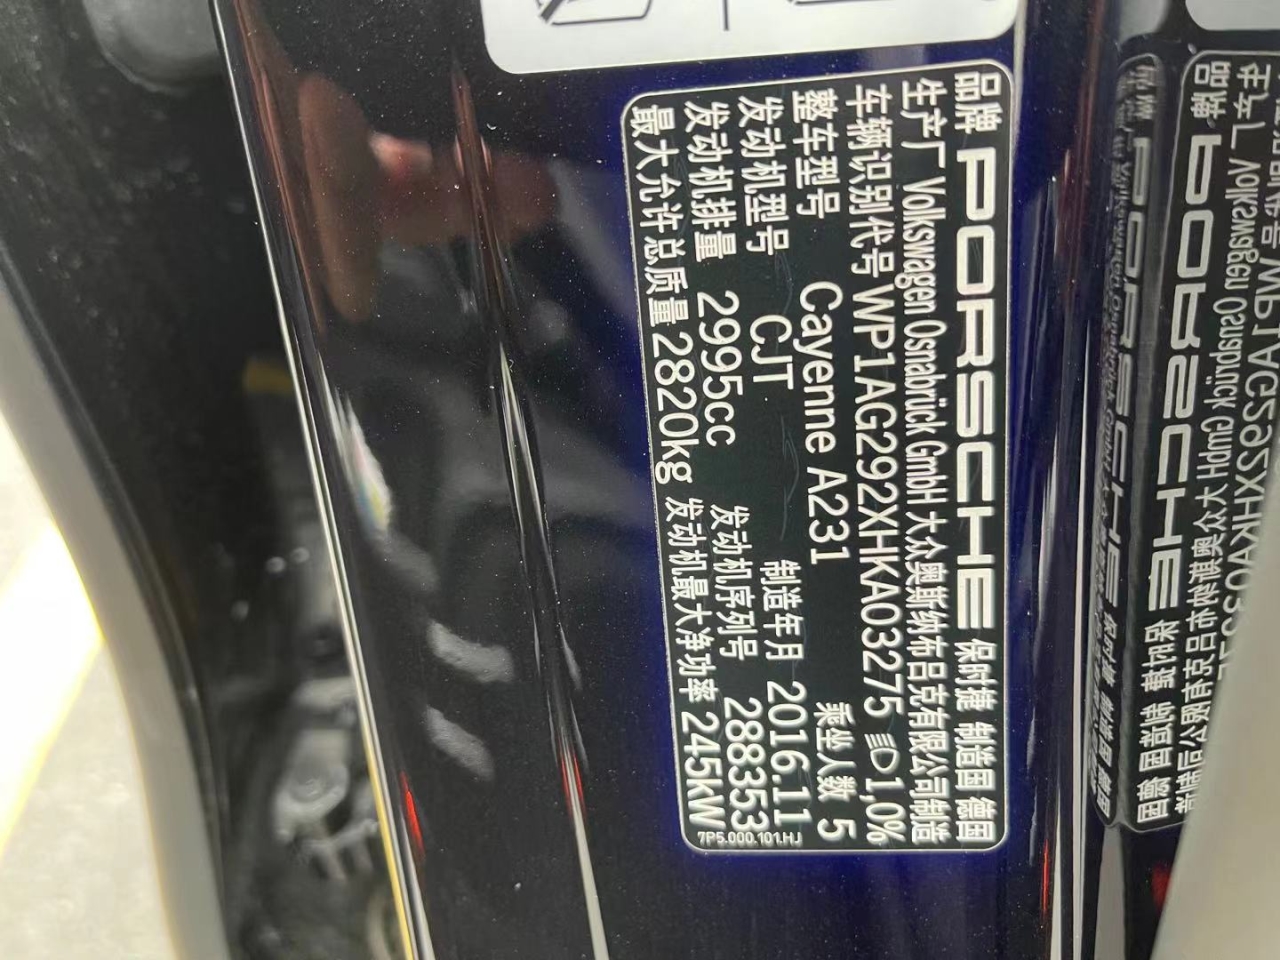 品牌 PORSCHE 保时捷 制造国 德国
生产厂 Volkswagen Osnabrück GmbH 大众奥斯纳布吕克有限公司制造
车辆识别代号 WP1AG292XHKA03275 1,0%
整车型号 Cayenne A231 乘坐人数 5
发动机型号 CJT 制造年月 2016.11
发动机排量 2995cc 发动机序列号 288353
最大允许总质量 2820kg 发动机最大净功率 245kW
7P5.000.101.HJ